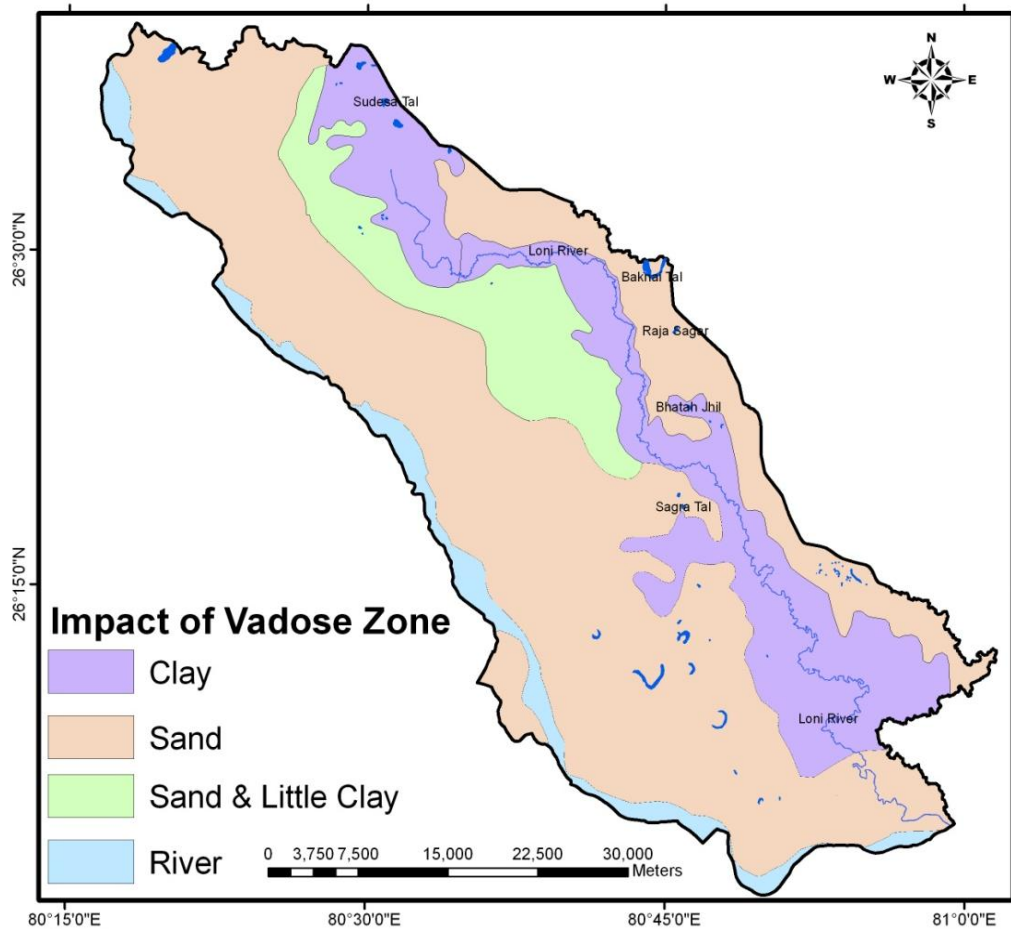 N
W E
S
Sudesa Tal
26°30'0"N
Loni River
Baknai Tal
Raja Sagar
Bhatah Jhil
Sagra Tal
26°15'0"N
Impact of Vadose Zone
Clay
Sand
Loni River
Sand & Little Clay
River
0 3,750 7,500 15,000 22,500 30,000
Meters
80°15'0"E 80°30'0"E 80°45'0"E 81°0'0"E